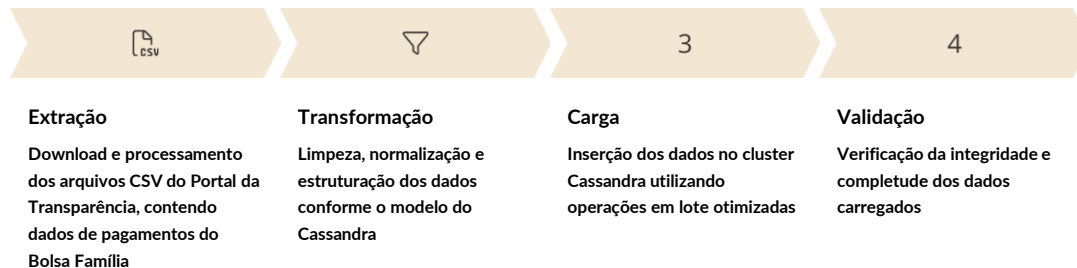 CSV
3
4
Extração
Download e processamento
dos arquivos CSV do Portal da
Transparência, contendo
dados de pagamentos do
Bolsa Família
Transformação
Limpeza, normalização e
estruturação dos dados
conforme o modelo do
Cassandra
Carga
Inserção dos dados no cluster
Cassandra utilizando
operações em lote otimizadas
Validação
Verificação da integridade e
completude dos dados
carregados